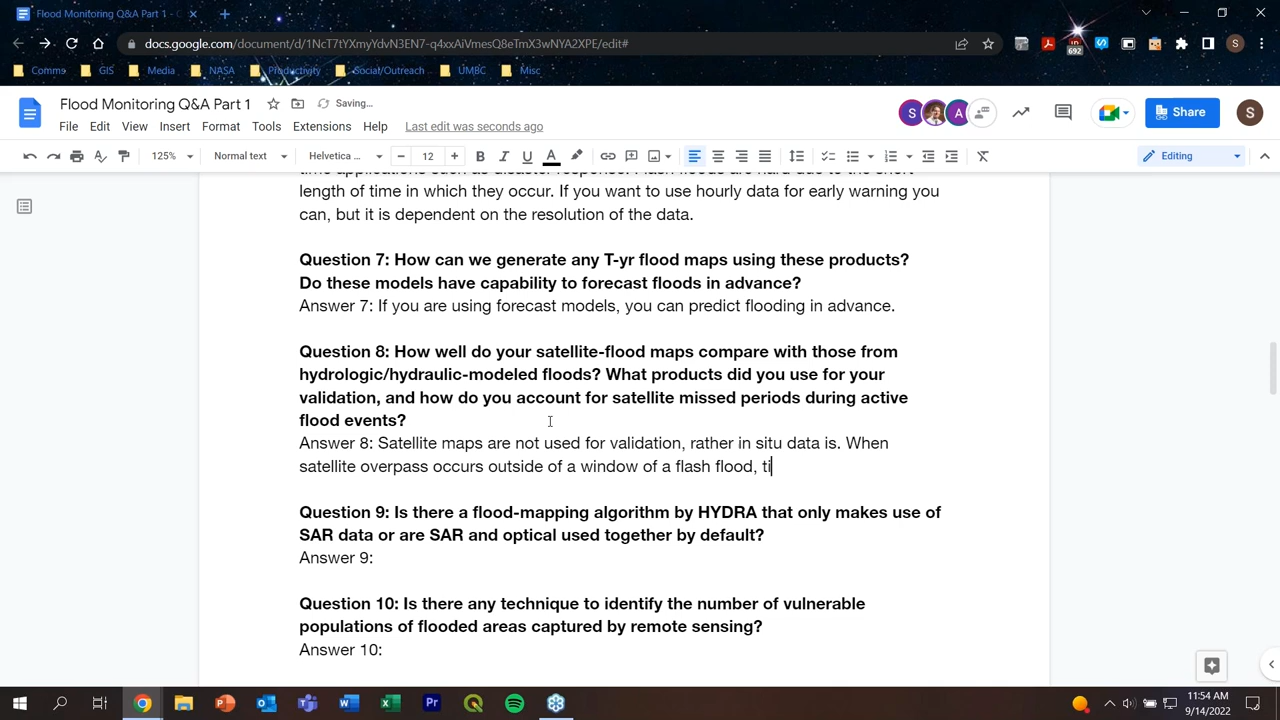 Flood Monitoring Q&A Part 1 -
docs.google.com/document/d/1NcT7tYXmyYdvN3EN7-q4xxAiVmesQ8eTmX3wNYA2XPE/edit#
692
S
Comms GIS Media NASA Productivity Social/Outreach UMBC Misc
Flood Monitoring Q&A Part 1 Saving...
S A Share S
File Edit View Insert Format Tools Extensions Help Last edit was seconds ago
125% Normal text Helvetica ... 12 B I U A Editing
length of time in which they occur. If you want to use hourly data for early warning you
can, but it is dependent on the resolution of the data.
Question 7: How can we generate any T-yr flood maps using these products?
Do these models have capability to forecast floods in advance?
Answer 7: If you are using forecast models, you can predict flooding in advance.
Question 8: How well do your satellite-flood maps compare with those from
hydrologic/hydraulic-modeled floods? What products did you use for your
validation, and how do you account for satellite missed periods during active
flood events?
Answer 8: Satellite maps are not used for validation, rather in situ data is. When
satellite overpass occurs outside of a window of a flash flood, ti
Question 9: Is there a flood-mapping algorithm by HYDRA that only makes use of
SAR data or are SAR and optical used together by default?
Answer 9:
Question 10: Is there any technique to identify the number of vulnerable
populations of flooded areas captured by remote sensing?
Answer 10:
11:54 AM
9/14/2022